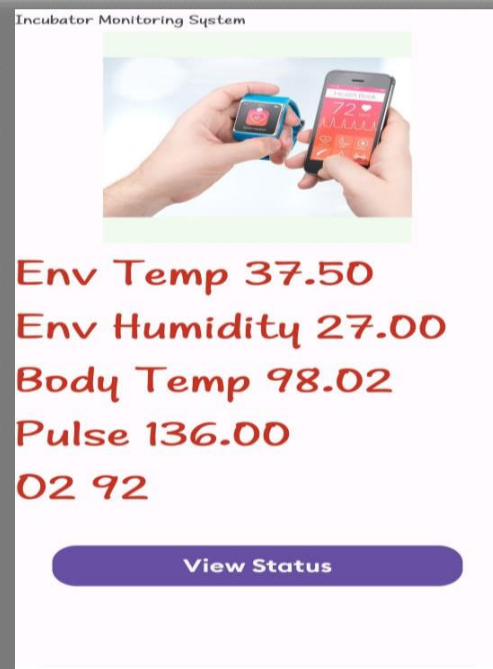 Incubator Monitoring System
72
Env Temp 37.50
Env Humidity 27.00
Body Temp 98.02
Pulse 136.00
O2 92
View Status